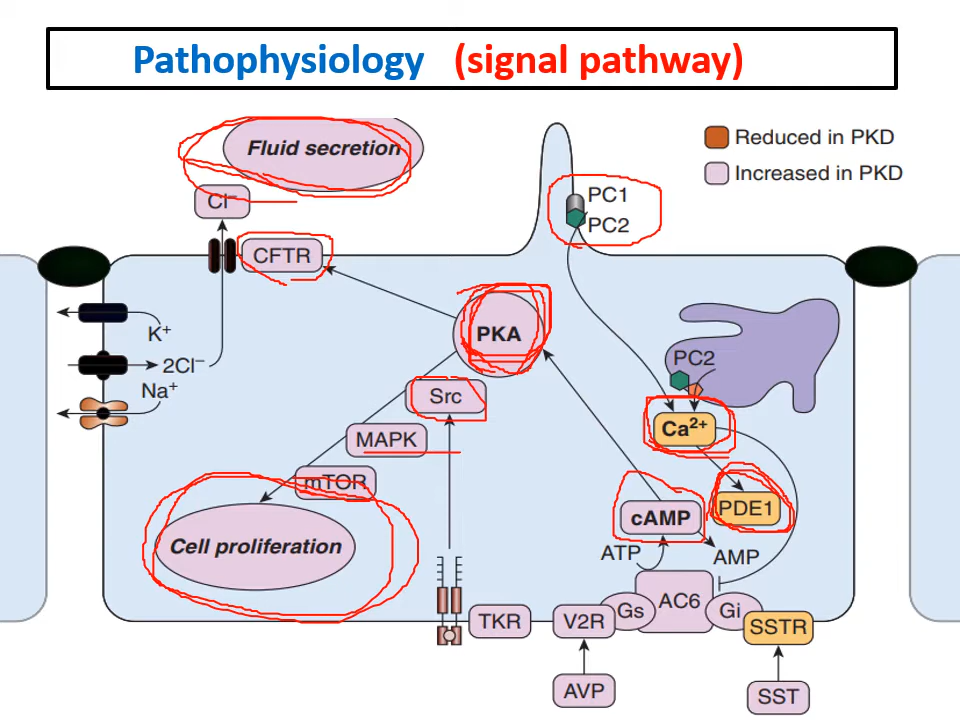 Pathophysiology (signal pathway)
Reduced in PKD
Increased in PKD
Fluid secretion
Cl⁻
CFTR
PC1
PC2
K⁺
2Cl⁻
Na⁺
PKA
Src
MAPK
mTOR
Cell proliferation
PC2
Ca²⁺
PDE1
cAMP
ATP
AMP
AC6
Gs
Gi
TKR
V2R
SSTR
AVP
SST